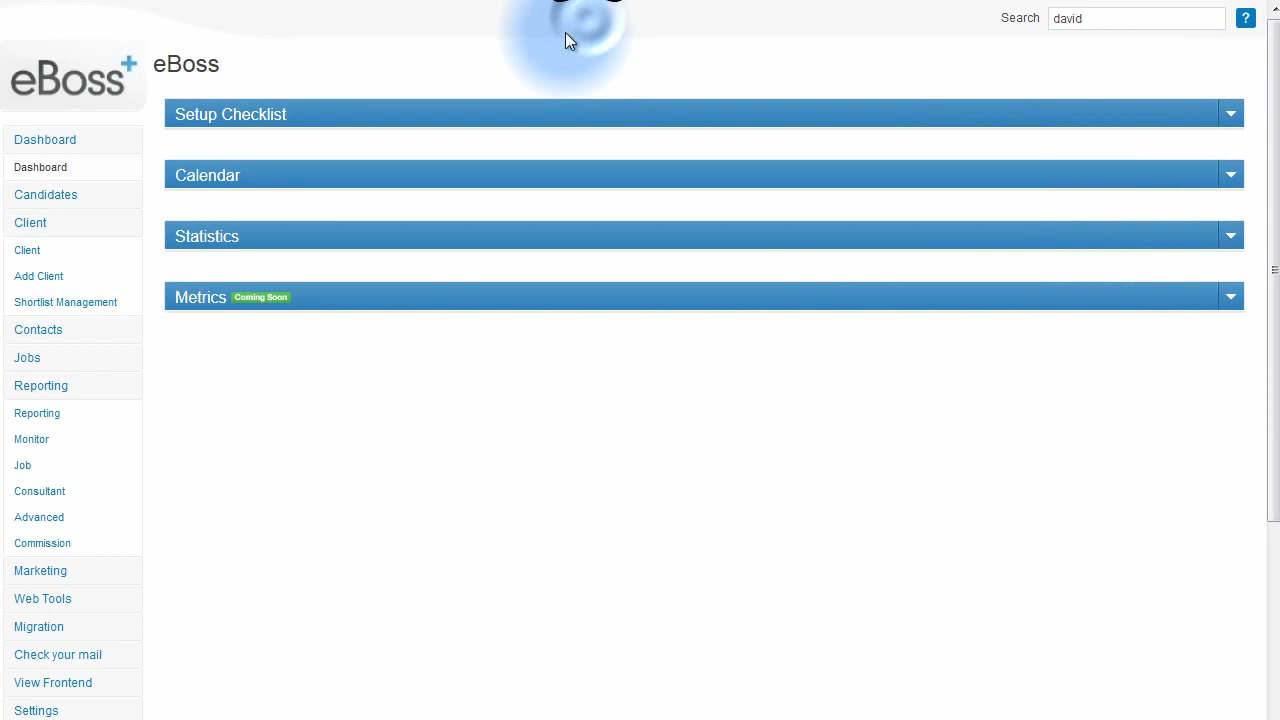 Search david ?
eBoss+
eBoss
Setup Checklist
Calendar
Statistics
Metrics Coming Soon
Dashboard
Dashboard
Candidates
Client
Client
Add Client
Shortlist Management
Contacts
Jobs
Reporting
Reporting
Monitor
Job
Consultant
Advanced
Commission
Marketing
Web Tools
Migration
Check your mail
View Frontend
Settings